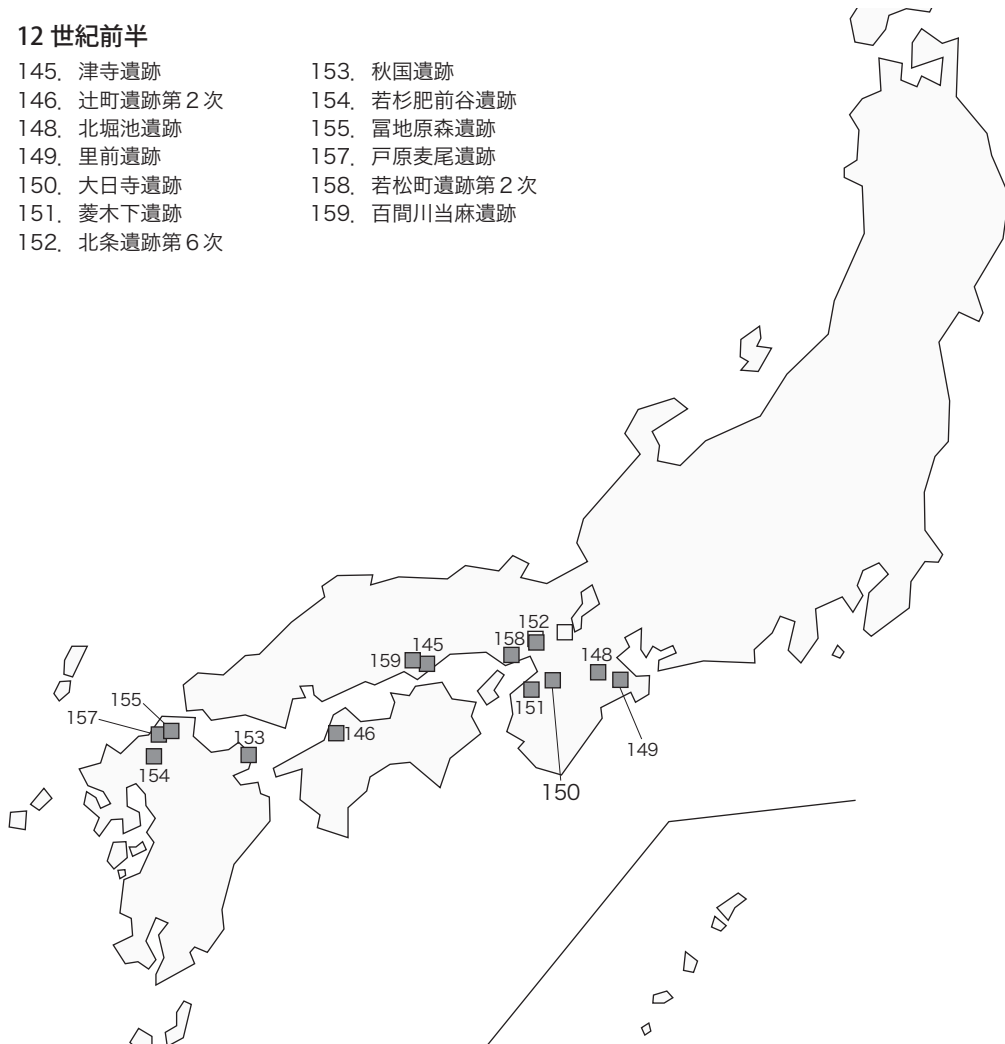 12 世紀前半
145. 津寺遺跡
146. 辻町遺跡第２次
148. 北堀池遺跡
149. 里前遺跡
150. 大日寺遺跡
151. 菱木下遺跡
152. 北条遺跡第６次
153. 秋国遺跡
154. 若杉肥前谷遺跡
155. 冨地原森遺跡
157. 戸原麦尾遺跡
158. 若松町遺跡第２次
159. 百間川当麻遺跡
152
158
145
159
148
151
149
150
146
153
155
157
154